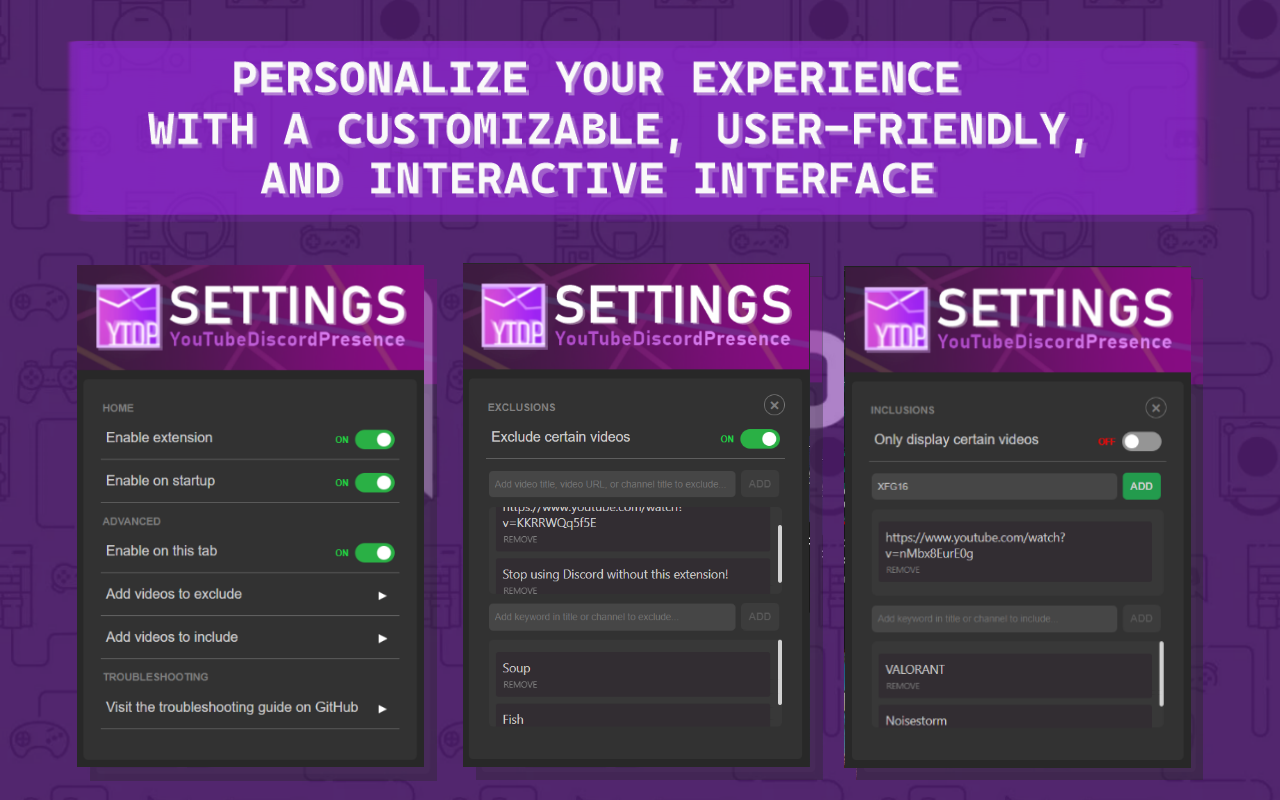 PERSONALIZE YOUR EXPERIENCE
WITH A CUSTOMIZABLE, USER-FRIENDLY,
AND INTERACTIVE INTERFACE
YTDP
SETTINGS
YouTubeDiscordPresence
HOME
Enable extension
ON
Enable on startup
ON
ADVANCED
Enable on this tab
ON
Add videos to exclude
Add videos to include
TROUBLESHOOTING
Visit the troubleshooting guide on GitHub
YTDP
SETTINGS
YouTubeDiscordPresence
EXCLUSIONS
Exclude certain videos
ON
Add video title, video URL, or channel title to exclude...
ADD
https://www.youtube.com/watch?
v=KKRRWQq5f5E
REMOVE
Stop using Discord without this extension!
REMOVE
Add keyword in title or channel to exclude...
ADD
Soup
REMOVE
Fish
YTDP
SETTINGS
YouTubeDiscordPresence
INCLUSIONS
Only display certain videos
OFF
XFG16
ADD
https://www.youtube.com/watch?
v=nMbx8EurE0g
REMOVE
Add keyword in title or channel to include...
ADD
VALORANT
REMOVE
Noisestorm